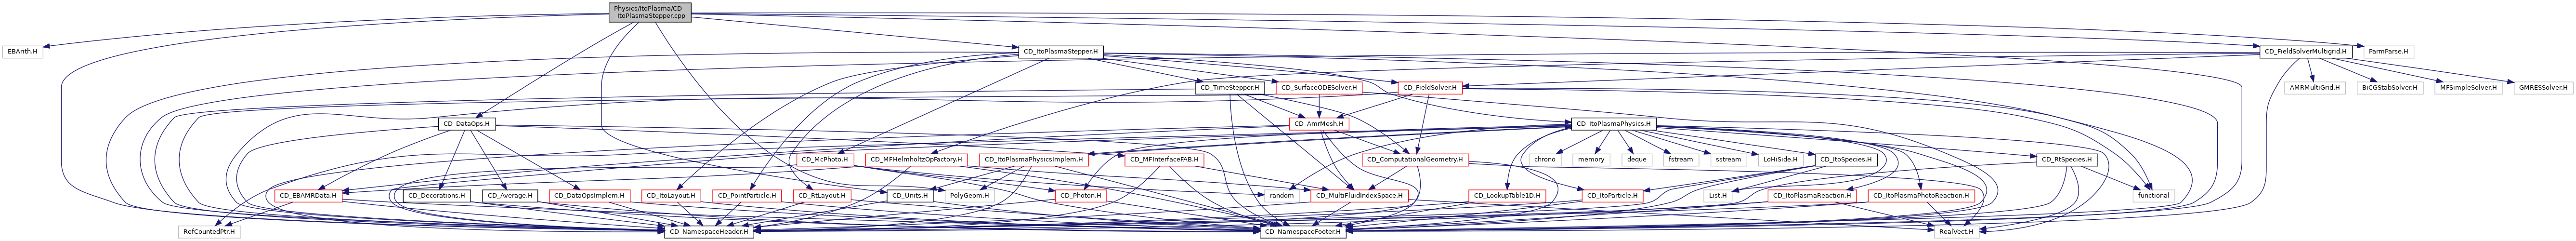 Physics/ItoPlasma/CD
_ItoPlasmaStepper.cpp
EBArith.H
CD_ItoPlasmaStepper.H
CD_FieldSolverMultigrid.H
ParmParse.H
CD_TimeStepper.H
CD_SurfaceODESolver.H
CD_FieldSolver.H
AMRMultiGrid.H
BiCGStabSolver.H
MFSimpleSolver.H
GMRESSolver.H
CD_DataOps.H
CD_AmrMesh.H
CD_ItoPlasmaPhysics.H
CD_McPhoto.H
CD_MFHelmholtzOpFactory.H
CD_ItoPlasmaPhysicsImplem.H
CD_MFInterfaceFAB.H
CD_ComputationalGeometry.H
chrono
memory
deque
fstream
sstream
LoHiSide.H
CD_ItoSpecies.H
CD_RtSpecies.H
CD_EBAMRData.H
CD_Decorations.H
CD_Average.H
CD_DataOpsImplem.H
CD_ItoLayout.H
CD_PointParticle.H
CD_RtLayout.H
CD_Units.H
PolyGeom.H
CD_Photon.H
random
CD_MultiFluidIndexSpace.H
CD_LookupTable1D.H
CD_ItoParticle.H
List.H
CD_ItoPlasmaReaction.H
CD_ItoPlasmaPhotoReaction.H
functional
RefCountedPtr.H
CD_NamespaceHeader.H
CD_NamespaceFooter.H
RealVect.H